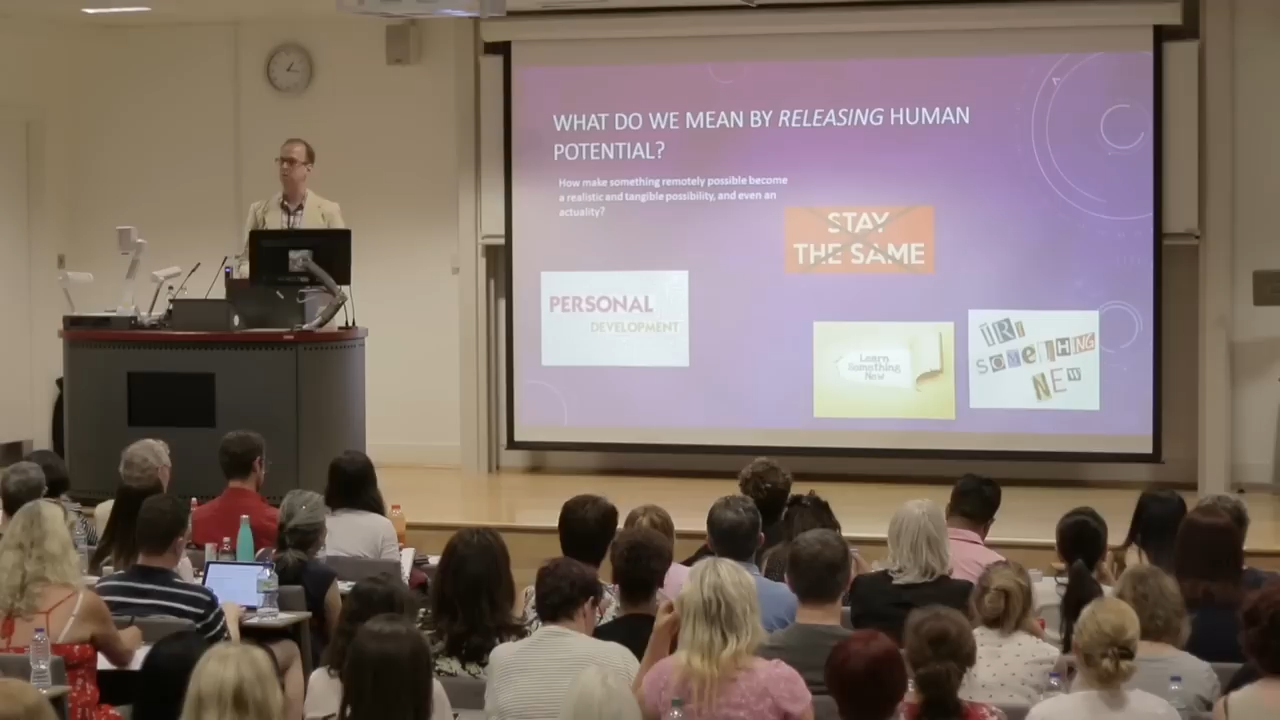 WHAT DO WE MEAN BY RELEASING HUMAN
POTENTIAL?
How make something remotely possible become
a realistic and tangible possibility, and even an
actuality?
STAY
THE SAME
PERSONAL
DEVELOPMENT
Learn
Something
New
TRY
SOMETHING
NEW